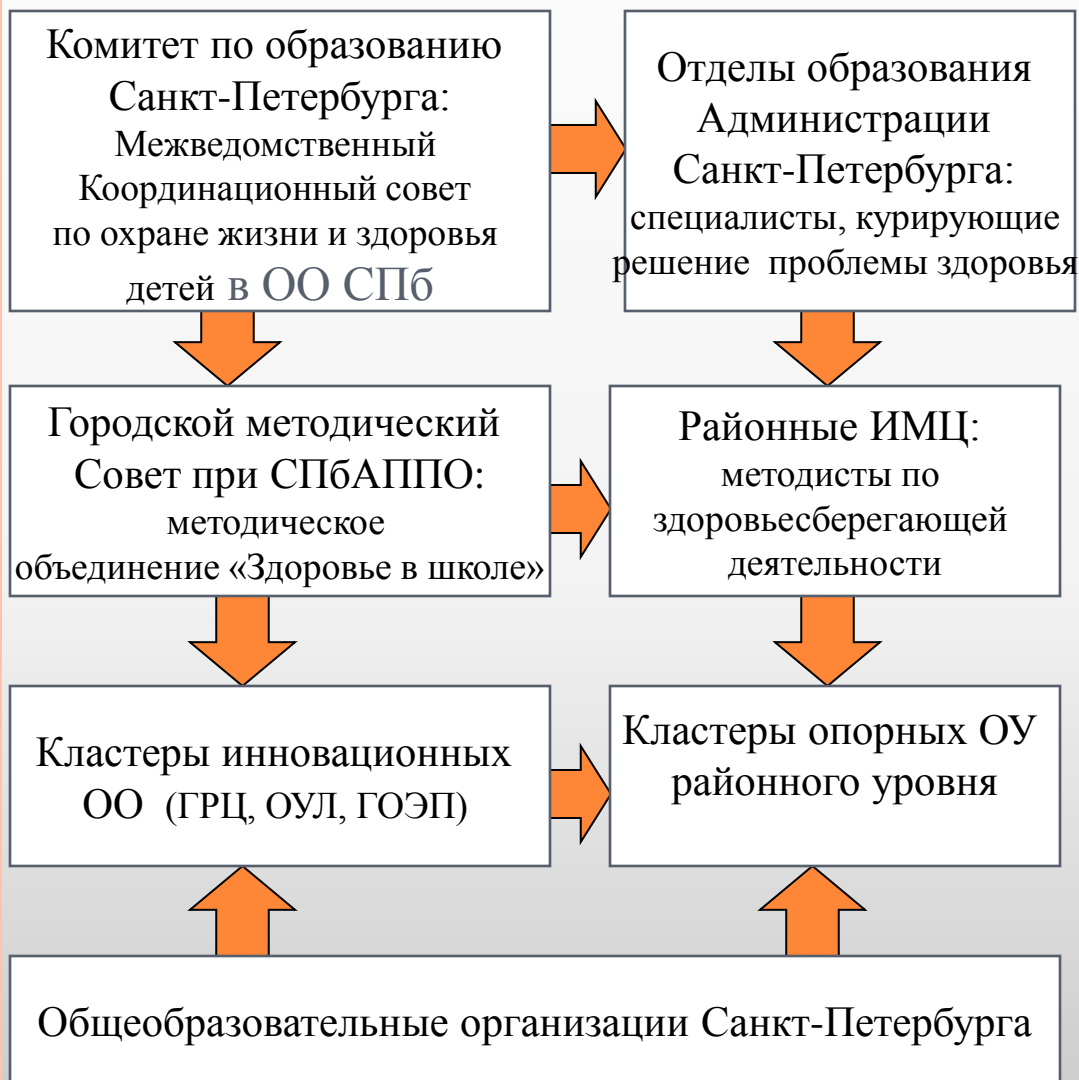 Комитет по образованию
Санкт-Петербурга:
Межведомственный
Координационный совет
по охране жизни и здоровья
детей в ОО СПб
Отделы образования
Администрации
Санкт-Петербурга:
специалисты, курирующие
решение проблемы здоровья
Городской методический
Совет при СПбАППО:
методическое
объединение «Здоровье в школе»
Районные ИМЦ:
методисты по
здоровьесберегающей
деятельности
Кластеры инновационных
ОО (ГРЦ, ОУЛ, ГОЭП)
Кластеры опорных ОУ
районного уровня
Общеобразовательные организации Санкт-Петербурга